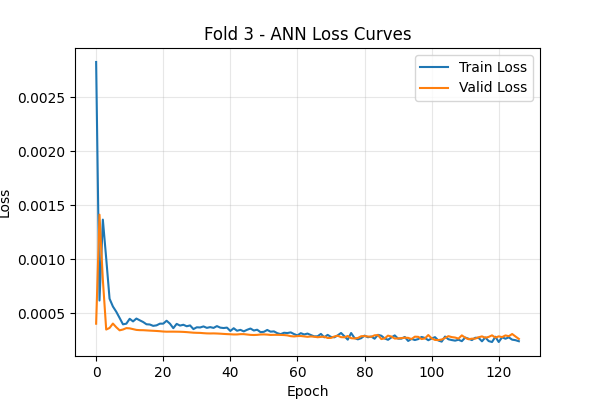 Fold 3 - ANN Loss Curves
Train Loss
Valid Loss
Loss
0.0025
0.0020
0.0015
0.0010
0.0005
0 20 40 60 80 100 120
Epoch